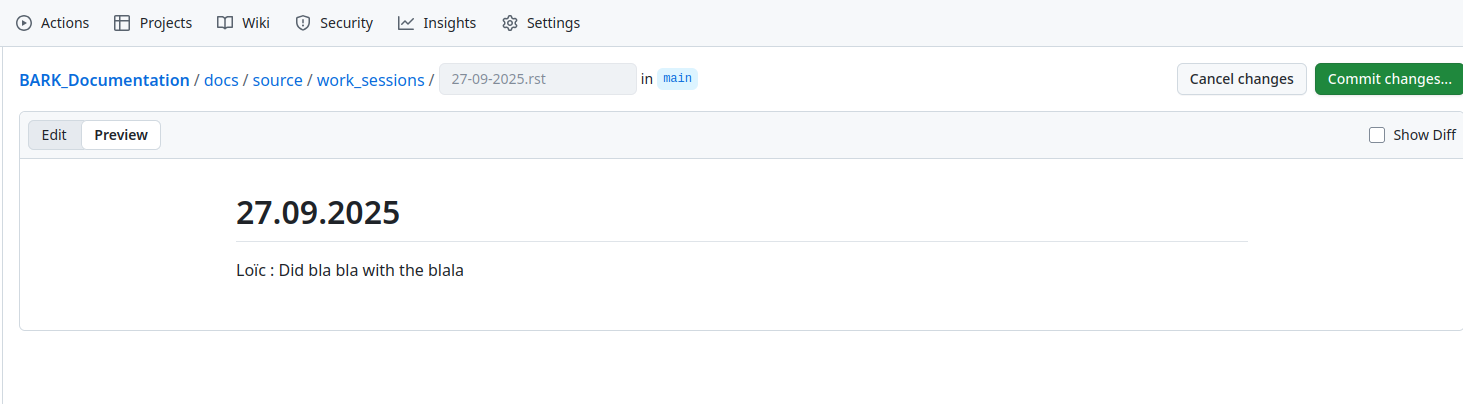 Actions Projects Wiki Security Insights Settings
BARK_Documentation / docs / source / work_sessions / 27-09-2025.rst in main Cancel changes Commit changes...
Edit Preview Show Diff
27.09.2025
Loïc : Did bla bla with the blala